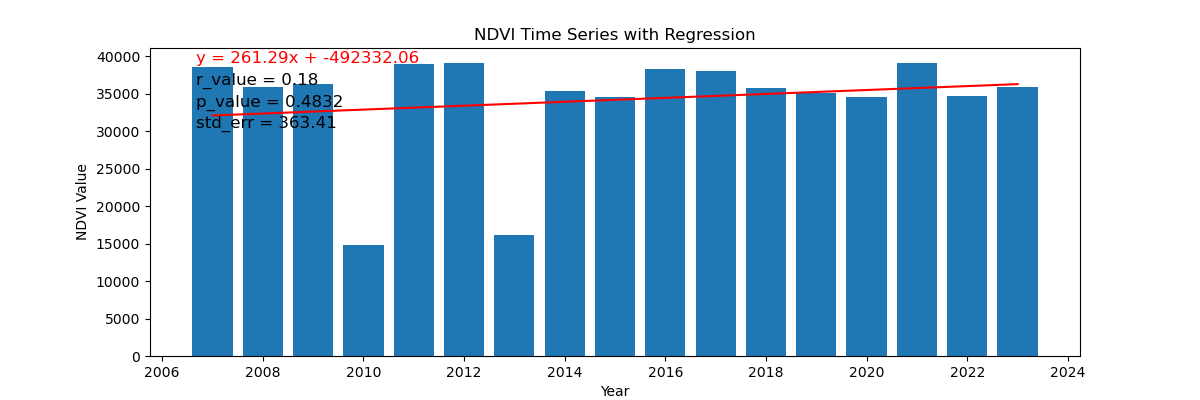 NDVI Time Series with Regression
y = 261.29x + -492332.06
r_value = 0.18
p_value = 0.4832
std_err = 363.41
40000
35000
30000
25000
20000
15000
10000
5000
0
NDVI Value
2006 2008 2010 2012 2014 2016 2018 2020 2022 2024
Year